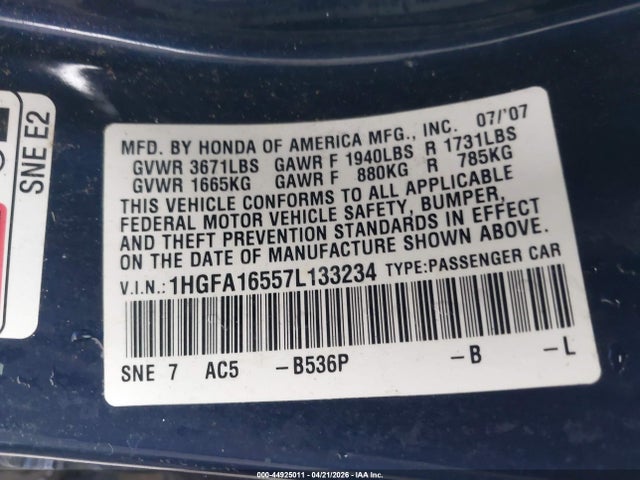 SNE E2
MFD. BY HONDA OF AMERICA MFG., INC. 07/'07
GVWR 3671LBS GAWR F 1940LBS R 1731LBS
GVWR 1665KG GAWR F 880KG R 785KG
THIS VEHICLE CONFORMS TO ALL APPLICABLE
FEDERAL MOTOR VEHICLE SAFETY, BUMPER,
AND THEFT PREVENTION STANDARDS IN EFFECT
ON THE DATE OF MANUFACTURE SHOWN ABOVE.
V.I.N.: 1HGFA16557L133234 TYPE:PASSENGER CAR
SNE 7 AC5 -B536P -B -L
000-44925011 - 04/21/2026 - IAA Inc.